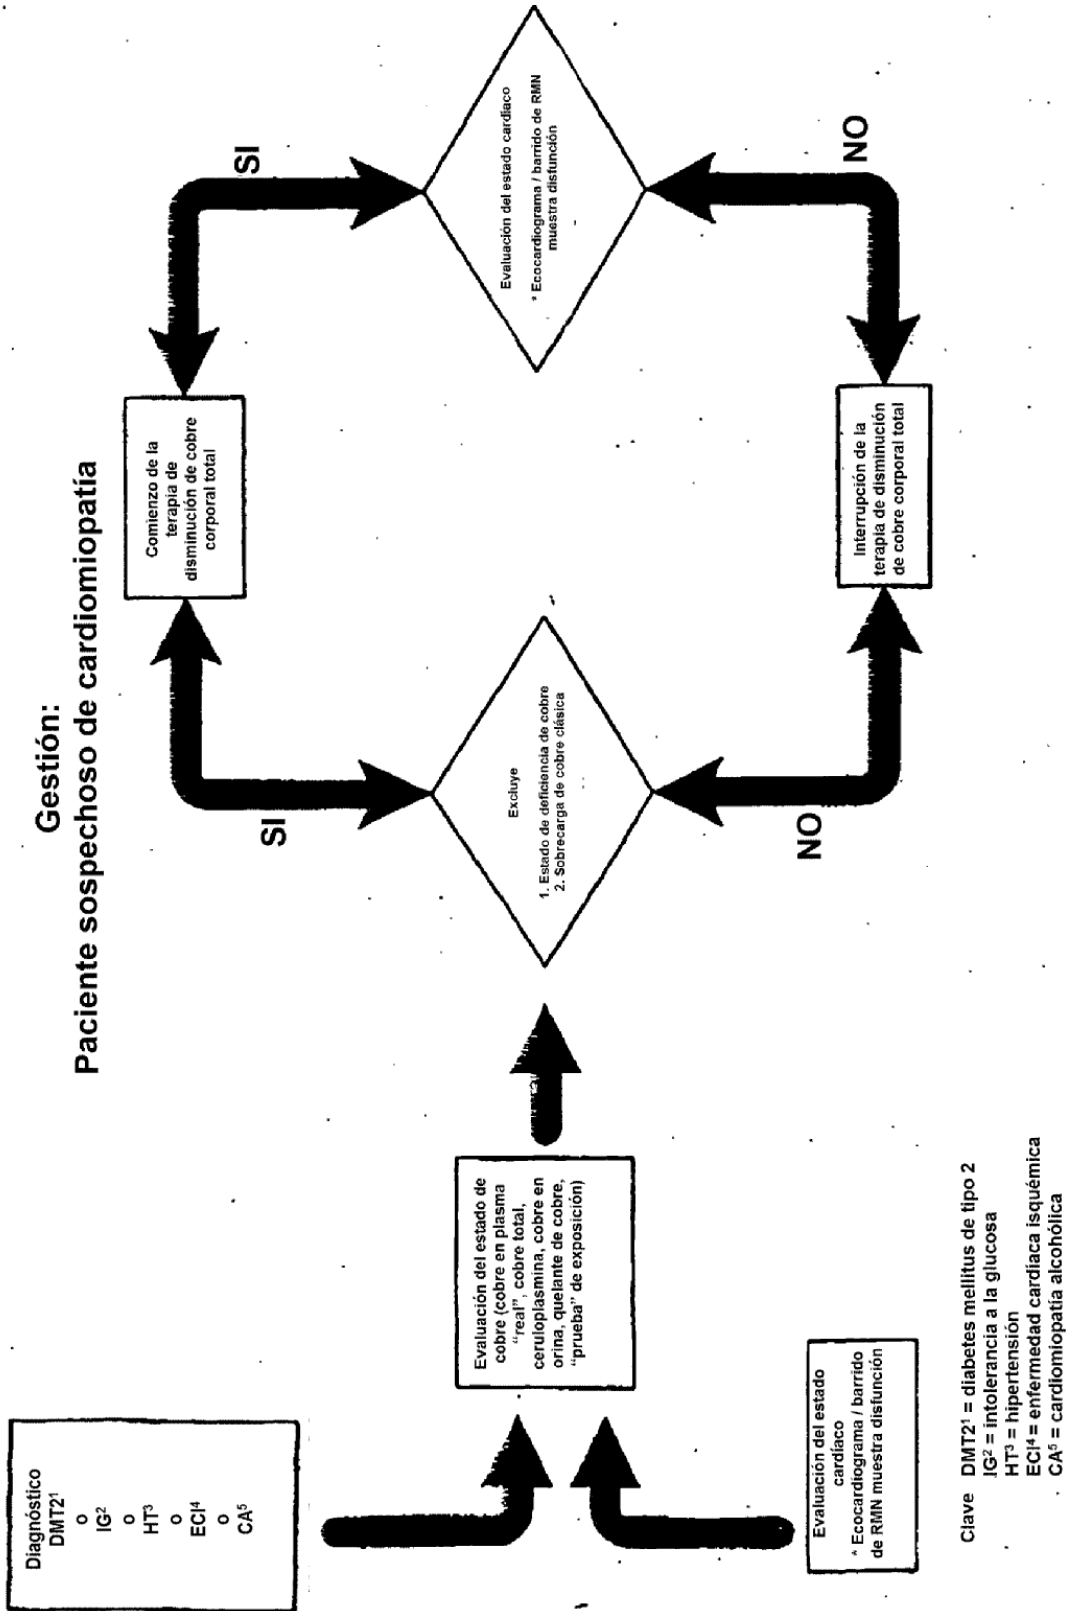 Gestión:
Paciente sospechoso de cardiomiopatía
Diagnóstico
DMT2¹
o
IG²
o
HT³
o
ECI⁴
o
CA⁵
Evaluación del estado
cardíaco
* Ecocardiograma / barrido
de RMN muestra disfunción
Evaluación del estado de
cobre (cobre en plasma
“real”, cobre total,
ceruloplasmina, cobre en
orina, quelante de cobre,
“prueba” de exposición)
Excluye
1. Estado de deficiencia de cobre
2. Sobrecarga de cobre clásica
SI
NO
Comienzo de la
terapia de
disminución de cobre
corporal total
Interrupción de la
terapia de disminución
de cobre corporal total
SI
NO
Evaluación del estado cardíaco
* Ecocardiograma / barrido de RMN
muestra disfunción
Clave DMT2¹ = diabetes mellitus de tipo 2
IG² = intolerancia a la glucosa
HT³ = hipertensión
ECI⁴ = enfermedad cardíaca isquémica
CA⁵ = cardiomiopatía alcohólica